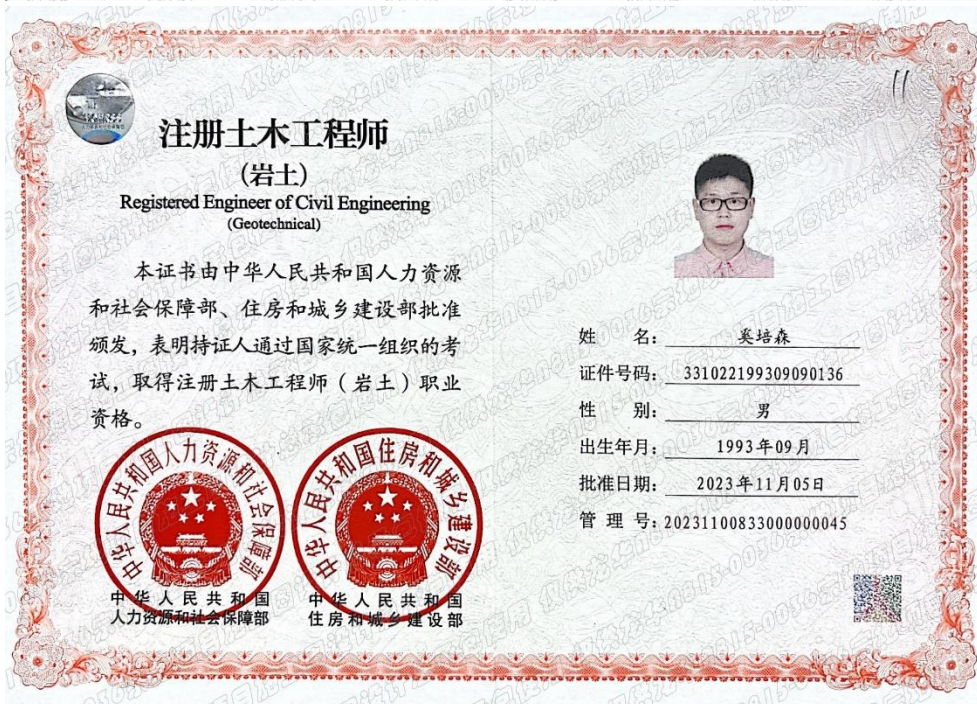 11
注册土木工程师
(岩土)
Registered Engineer of Civil Engineering
(Geotechnical)
本证书由中华人民共和国人力资源
和社会保障部、住房和城乡建设部批准
颁发，表明持证人通过国家统一组织的考
试，取得注册土木工程师（岩土）职业
资格。
中华人民共和国人力资源和社会保障部
中华人民共和国住房和城乡建设部
中华人民共和国
人力资源和社会保障部
中华人民共和国
住房和城乡建设部
姓 名：奚培森
证件号码：331022199309090136
性 别：男
出生年月：1993年09月
批准日期：2023年11月05日
管 理 号：20231100833000000045